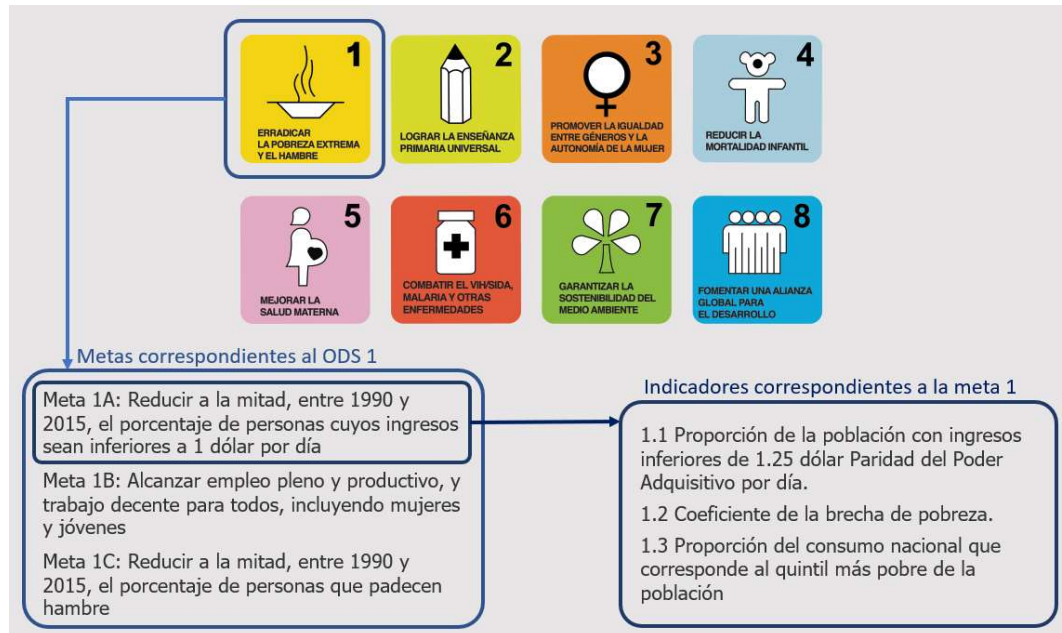 1
ERRADICAR
LA POBREZA EXTREMA
Y EL HAMBRE
2
LOGRAR LA ENSEÑANZA
PRIMARIA UNIVERSAL
3
PROMOVER LA IGUALDAD
ENTRE GÉNEROS Y LA
AUTONOMÍA DE LA MUJER
4
REDUCIR LA
MORTALIDAD INFANTIL
5
MEJORAR LA
SALUD MATERNA
6
COMBATIR EL VIH/SIDA,
MALARIA Y OTRAS
ENFERMEDADES
7
GARANTIZAR LA
SOSTENIBILIDAD DEL
MEDIO AMBIENTE
8
FOMENTAR UNA ALIANZA
GLOBAL PARA
EL DESARROLLO
Metas correspondientes al ODS 1
Meta 1A: Reducir a la mitad, entre 1990 y
2015, el porcentaje de personas cuyos ingresos
sean inferiores a 1 dólar por día
Meta 1B: Alcanzar empleo pleno y productivo, y
trabajo decente para todos, incluyendo mujeres
y jóvenes
Meta 1C: Reducir a la mitad, entre 1990 y
2015, el porcentaje de personas que padecen
hambre
Indicadores correspondientes a la meta 1
1.1 Proporción de la población con ingresos
inferiores de 1.25 dólar Paridad del Poder
Adquisitivo por día.
1.2 Coeficiente de la brecha de pobreza.
1.3 Proporción del consumo nacional que
corresponde al quintil más pobre de la
población